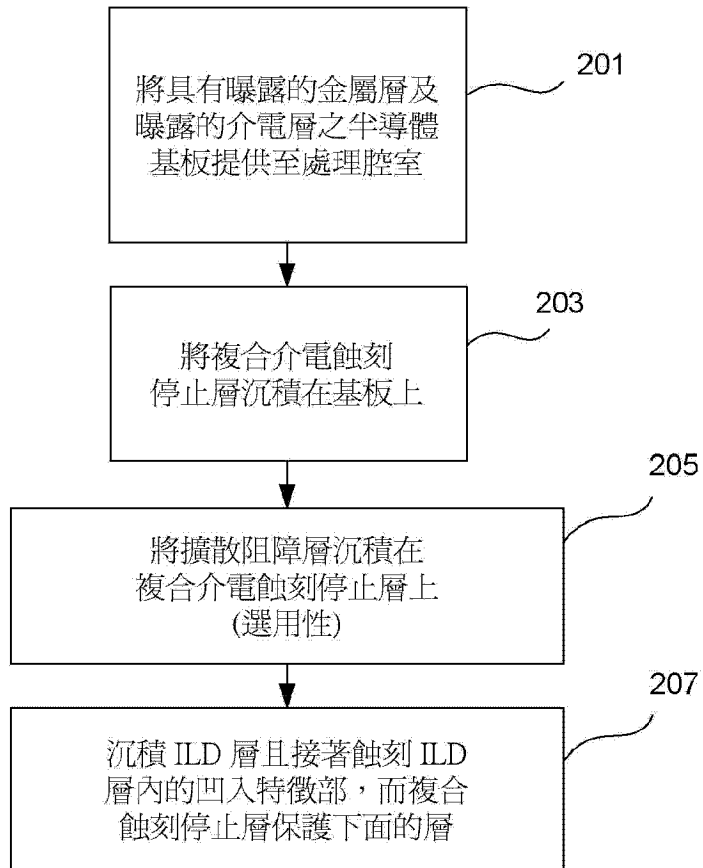 將具有曝露的金屬層及
曝露的介電層之半導體
基板提供至處理腔室
201
將複合介電蝕刻
停止層沉積在基板上
203
將擴散阻障層沉積在
複合介電蝕刻停止層上
(選用性)
205
沉積 ILD 層且接著蝕刻 ILD
層內的凹入特徵部，而複合
蝕刻停止層保護下面的層
207